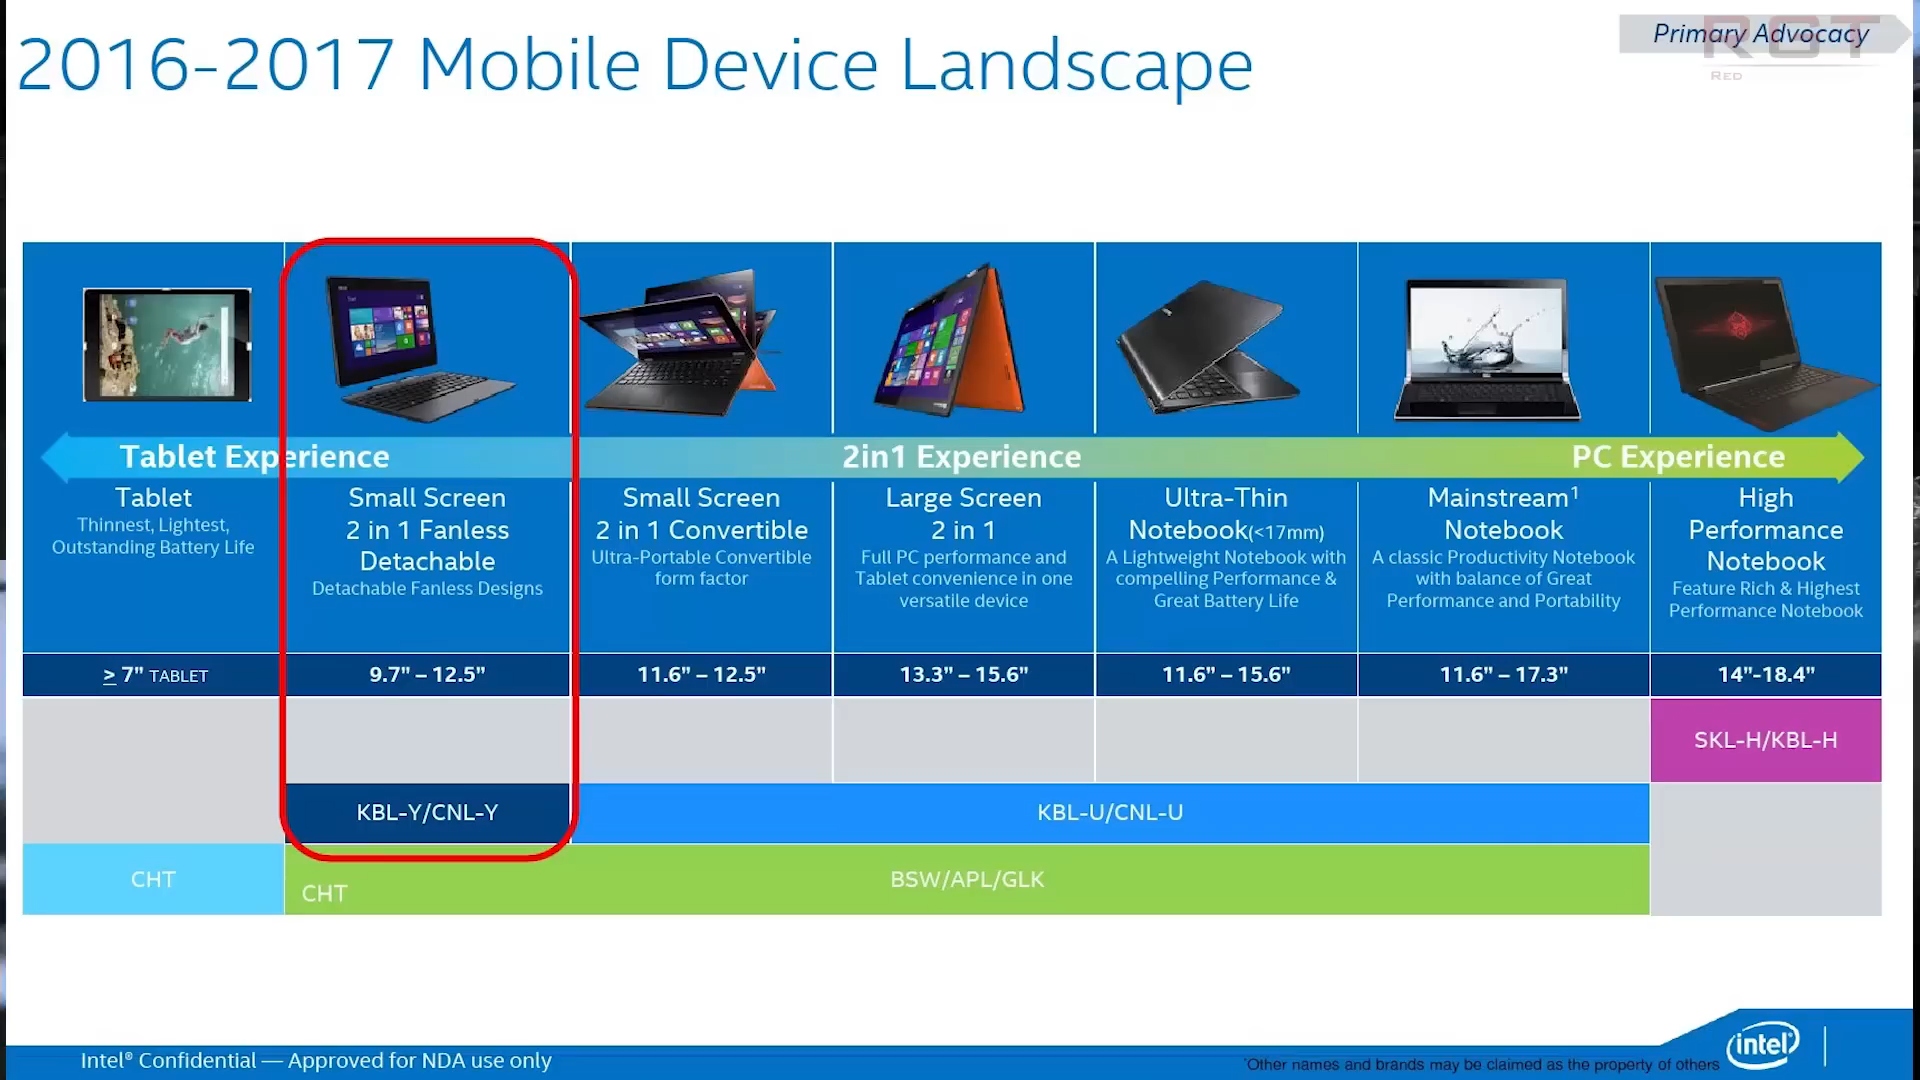 2016-2017 Mobile Device Landscape
Primary Advocacy
RGT
RED
Tablet Experience
2in1 Experience
PC Experience
Tablet
Thinnest, Lightest,
Outstanding Battery Life
Small Screen
2 in 1 Fanless
Detachable
Detachable Fanless Designs
Small Screen
2 in 1 Convertible
Ultra-Portable Convertible
form factor
Large Screen
2 in 1
Full PC performance and
Tablet convenience in one
versatile device
Ultra-Thin
Notebook(<17mm)
A Lightweight Notebook with
compelling Performance &
Great Battery Life
Mainstream¹
Notebook
A classic Productivity Notebook
with balance of Great
Performance and Portability
High
Performance
Notebook
Feature Rich & Highest
Performance Notebook
≥ 7" TABLET
9.7" – 12.5"
11.6" – 12.5"
13.3" – 15.6"
11.6" – 15.6"
11.6" – 17.3"
14"-18.4"
SKL-H/KBL-H
KBL-Y/CNL-Y
KBL-U/CNL-U
CHT
CHT
BSW/APL/GLK
Intel® Confidential — Approved for NDA use only
*Other names and brands may be claimed as the property of others
intel